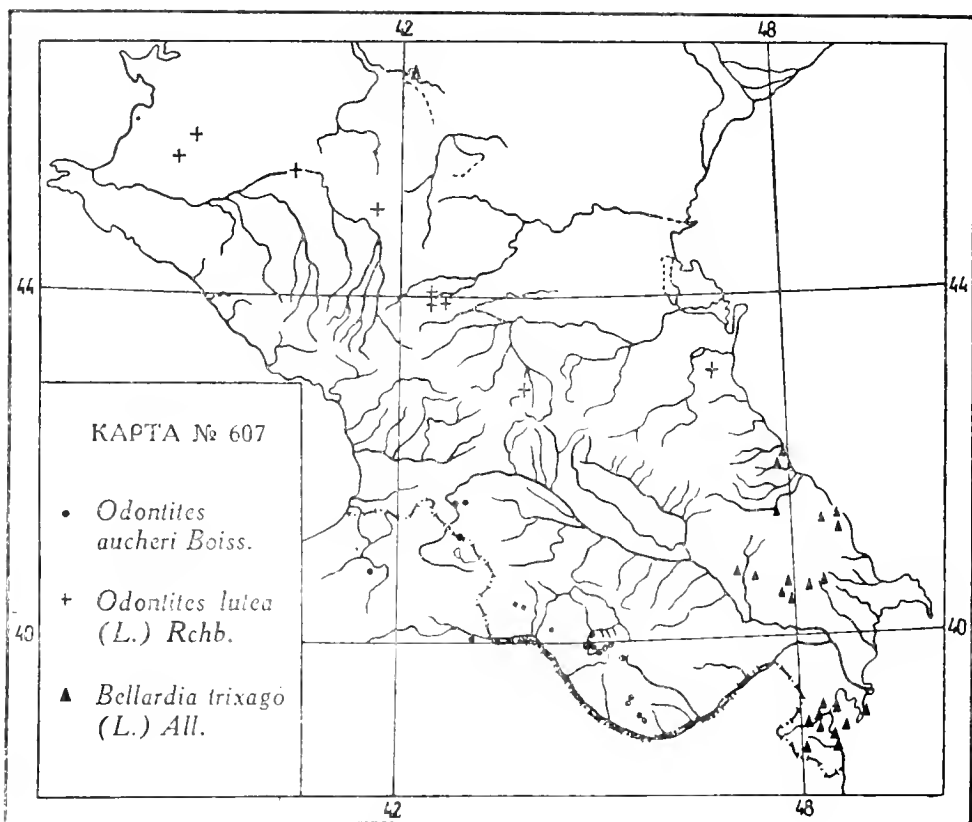 42 48
44 44
КАРТА № 607
• Odontites
aucheri Boiss.
+ Odontites lutea
(L.) Rchb.
40 40
▲ Bellardia trixago
(L.) All.
42 48